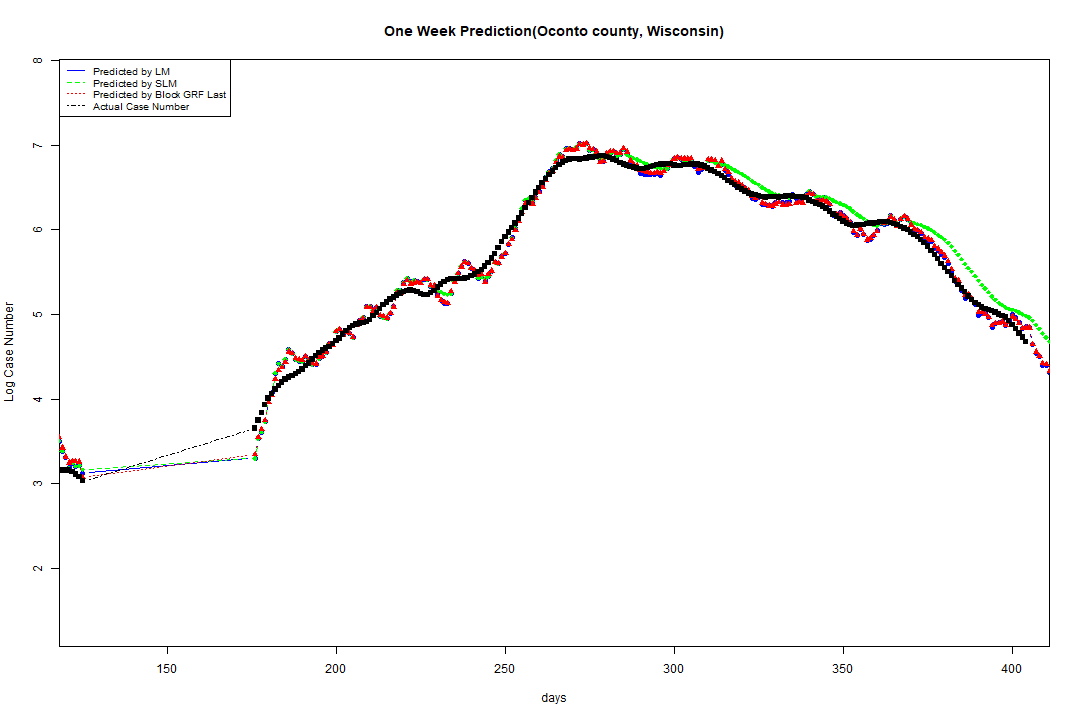 One Week Prediction(Oconto county, Wisconsin)
Predicted by LM
Predicted by SLM
Predicted by Block GRF Last
Actual Case Number
8
7
6
5
4
3
2
Log Case Number
150 200 250 300 350 400
days